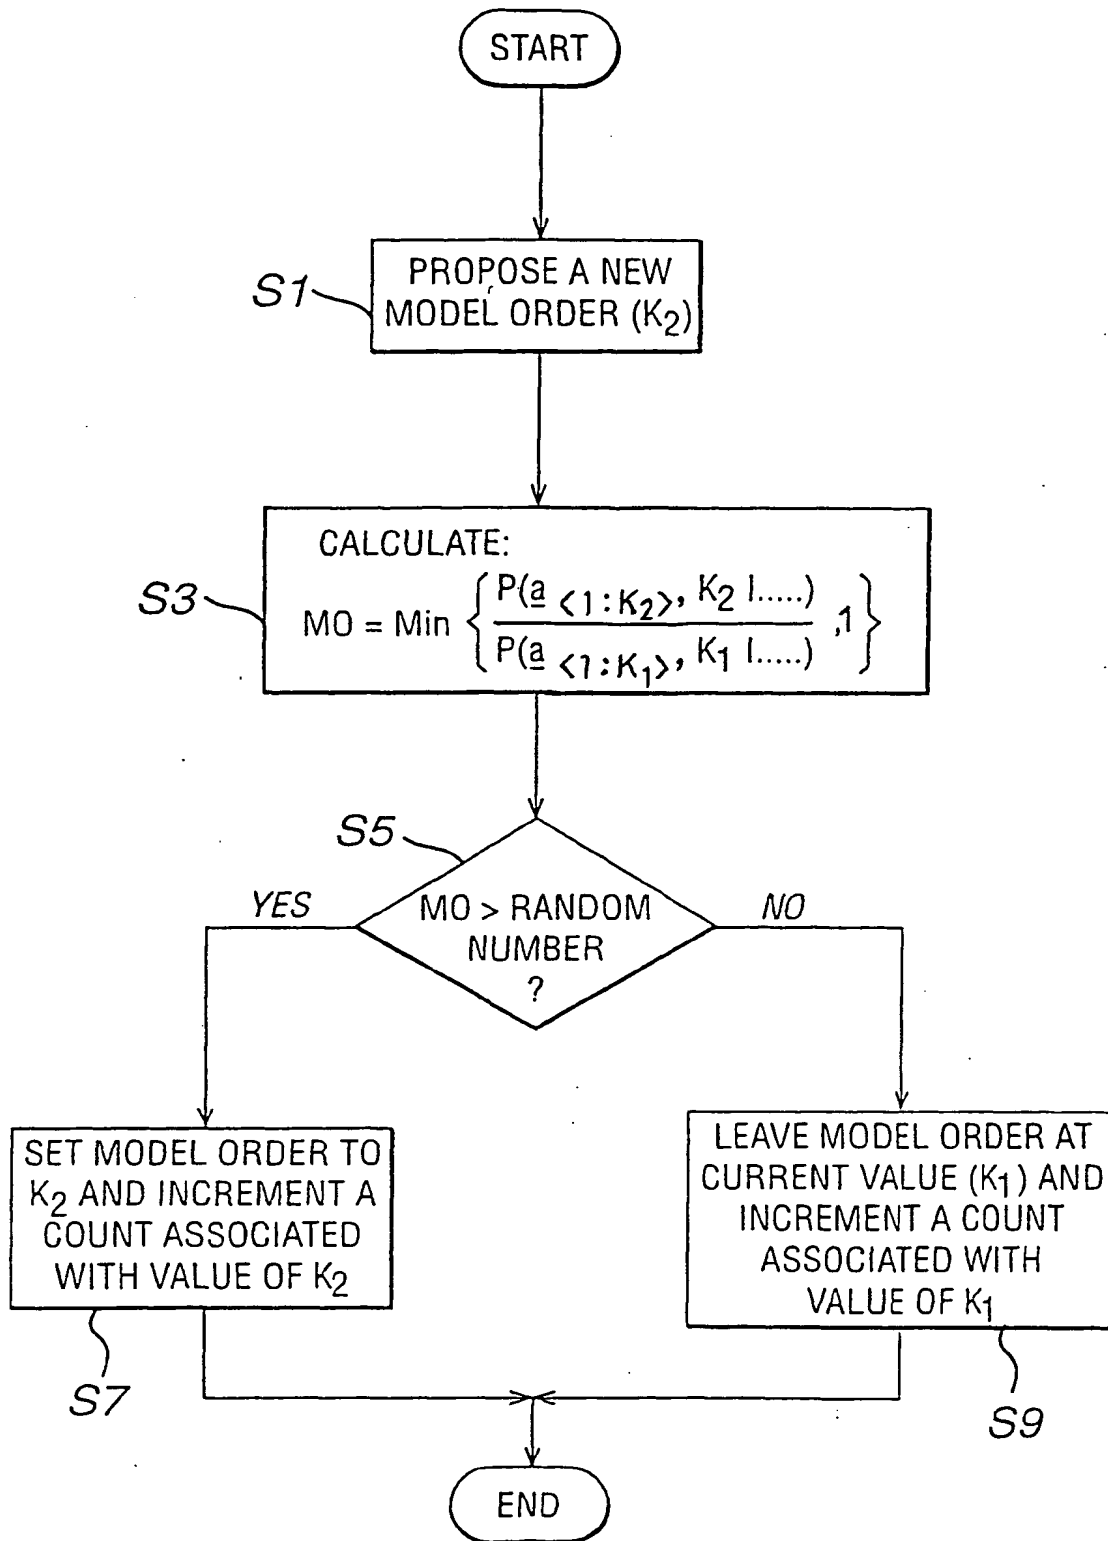 START
S1
PROPOSE A NEW
MODEL ORDER (K2)
S3
CALCULATE:
MO = Min { P(a <1:K2>, K2 |.....) / P(a <1:K1>, K1 |.....) ,1 }
S5
YES
MO > RANDOM
NUMBER
?
NO
SET MODEL ORDER TO
K2 AND INCREMENT A
COUNT ASSOCIATED
WITH VALUE OF K2
S7
LEAVE MODEL ORDER AT
CURRENT VALUE (K1) AND
INCREMENT A COUNT
ASSOCIATED WITH
VALUE OF K1
S9
END